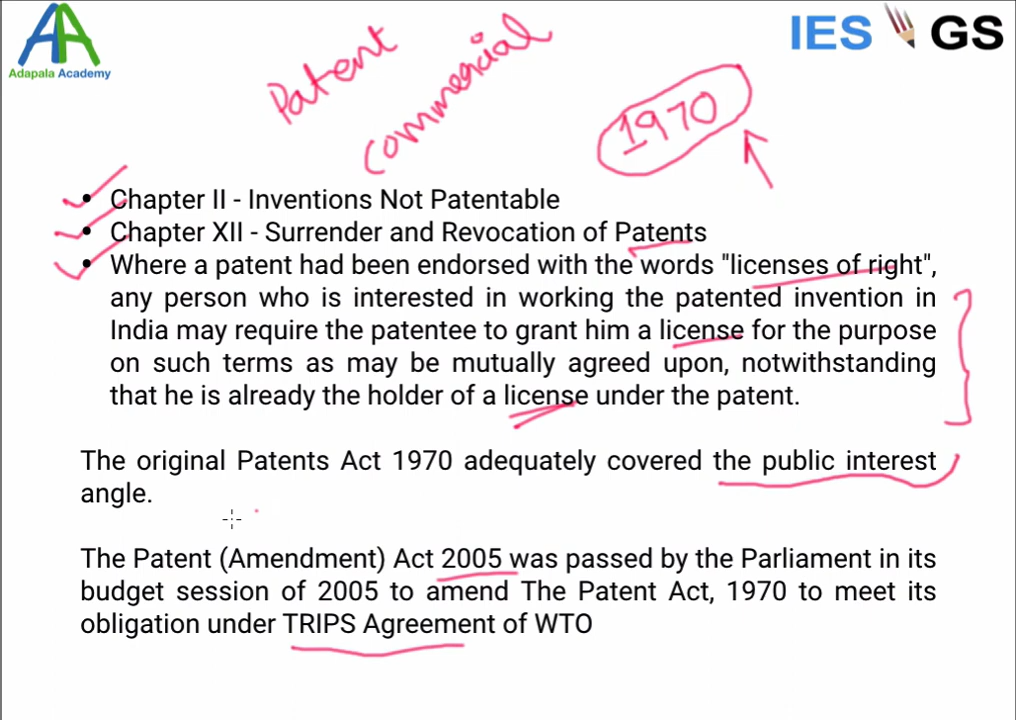 AA
Adapala Academy
IES GS
Patent
commercial
1970
• Chapter II - Inventions Not Patentable
• Chapter XII - Surrender and Revocation of Patents
• Where a patent had been endorsed with the words "licenses of right",
any person who is interested in working the patented invention in
India may require the patentee to grant him a license for the purpose
on such terms as may be mutually agreed upon, notwithstanding
that he is already the holder of a license under the patent.
The original Patents Act 1970 adequately covered the public interest
angle.
The Patent (Amendment) Act 2005 was passed by the Parliament in its
budget session of 2005 to amend The Patent Act, 1970 to meet its
obligation under TRIPS Agreement of WTO